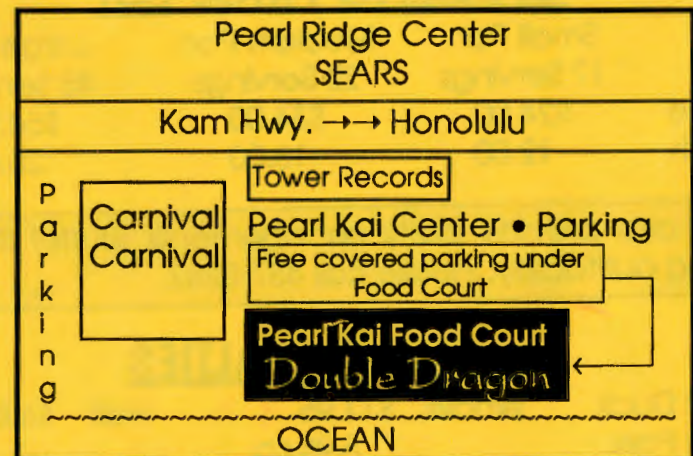 Pearl Ridge Center
SEARS
Kam Hwy. →→ Honolulu
Parking
Carnival
Carnival
Tower Records
Pearl Kai Center • Parking
Free covered parking under
Food Court
Pearl Kai Food Court
Double Dragon
OCEAN